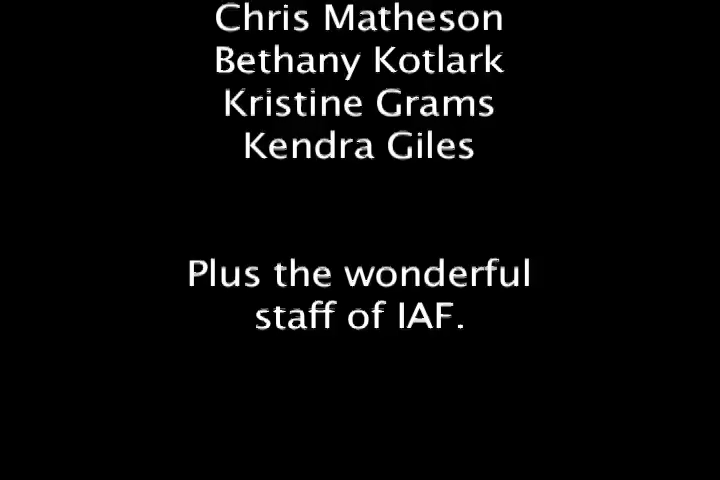 Chris Matheson
Bethany Kotlark
Kristine Grams
Kendra Giles
Plus the wonderful
staff of IAF.